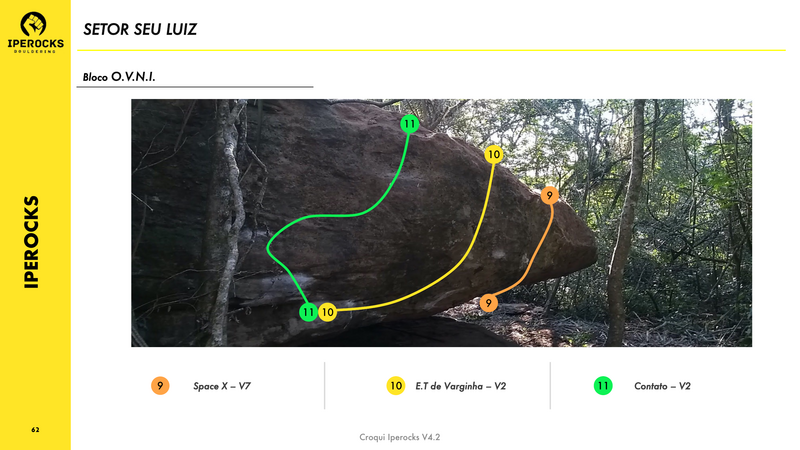 IPEROCKS
BOULDERING
SETOR SEU LUIZ
Bloco O.V.N.I.
11
10
9
9
11 10
IPEROCKS
9 Space X – V7
10 E.T de Varginha – V2
11 Contato – V2
62
Croqui Iperocks V4.2